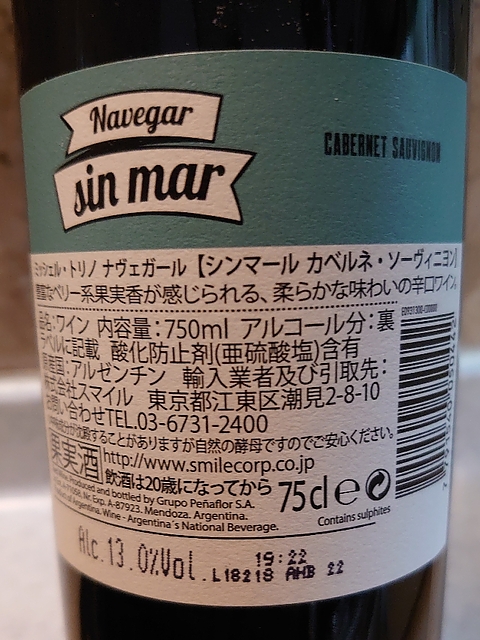 Navegar
sin mar
CABERNET SAUVIGNON
ミッシェル・トリノ ナヴェガール【シンマール カベルネ・ソーヴィニヨン】
豊富なベリー系果実香が感じられる、柔らかな味わいの辛口ワイン。
品名:ワイン 内容量:750ml アルコール分:裏
ラベルに記載 酸化防止剤(亜硫酸塩)含有
原産国:アルゼンチン 輸入業者及び引取先:
株式会社スマイル 東京都江東区潮見2-8-10
お問い合わせTEL.03-6731-2400
沈殿することがありますが自然の酵母ですのでご安心ください。
果実酒
http://www.smilecorp.co.jp
飲酒は20歳になってから
75cl e
Produced and bottled by Grupo Peñaflor S.A.
Nr. Exp. A-87923. Mendoza. Argentina.
of Argentina. Wine - Argentina´s National Beverage.
Contains sulphites
Alc.13.0%Vol.
19:22
L18218 AHB 22